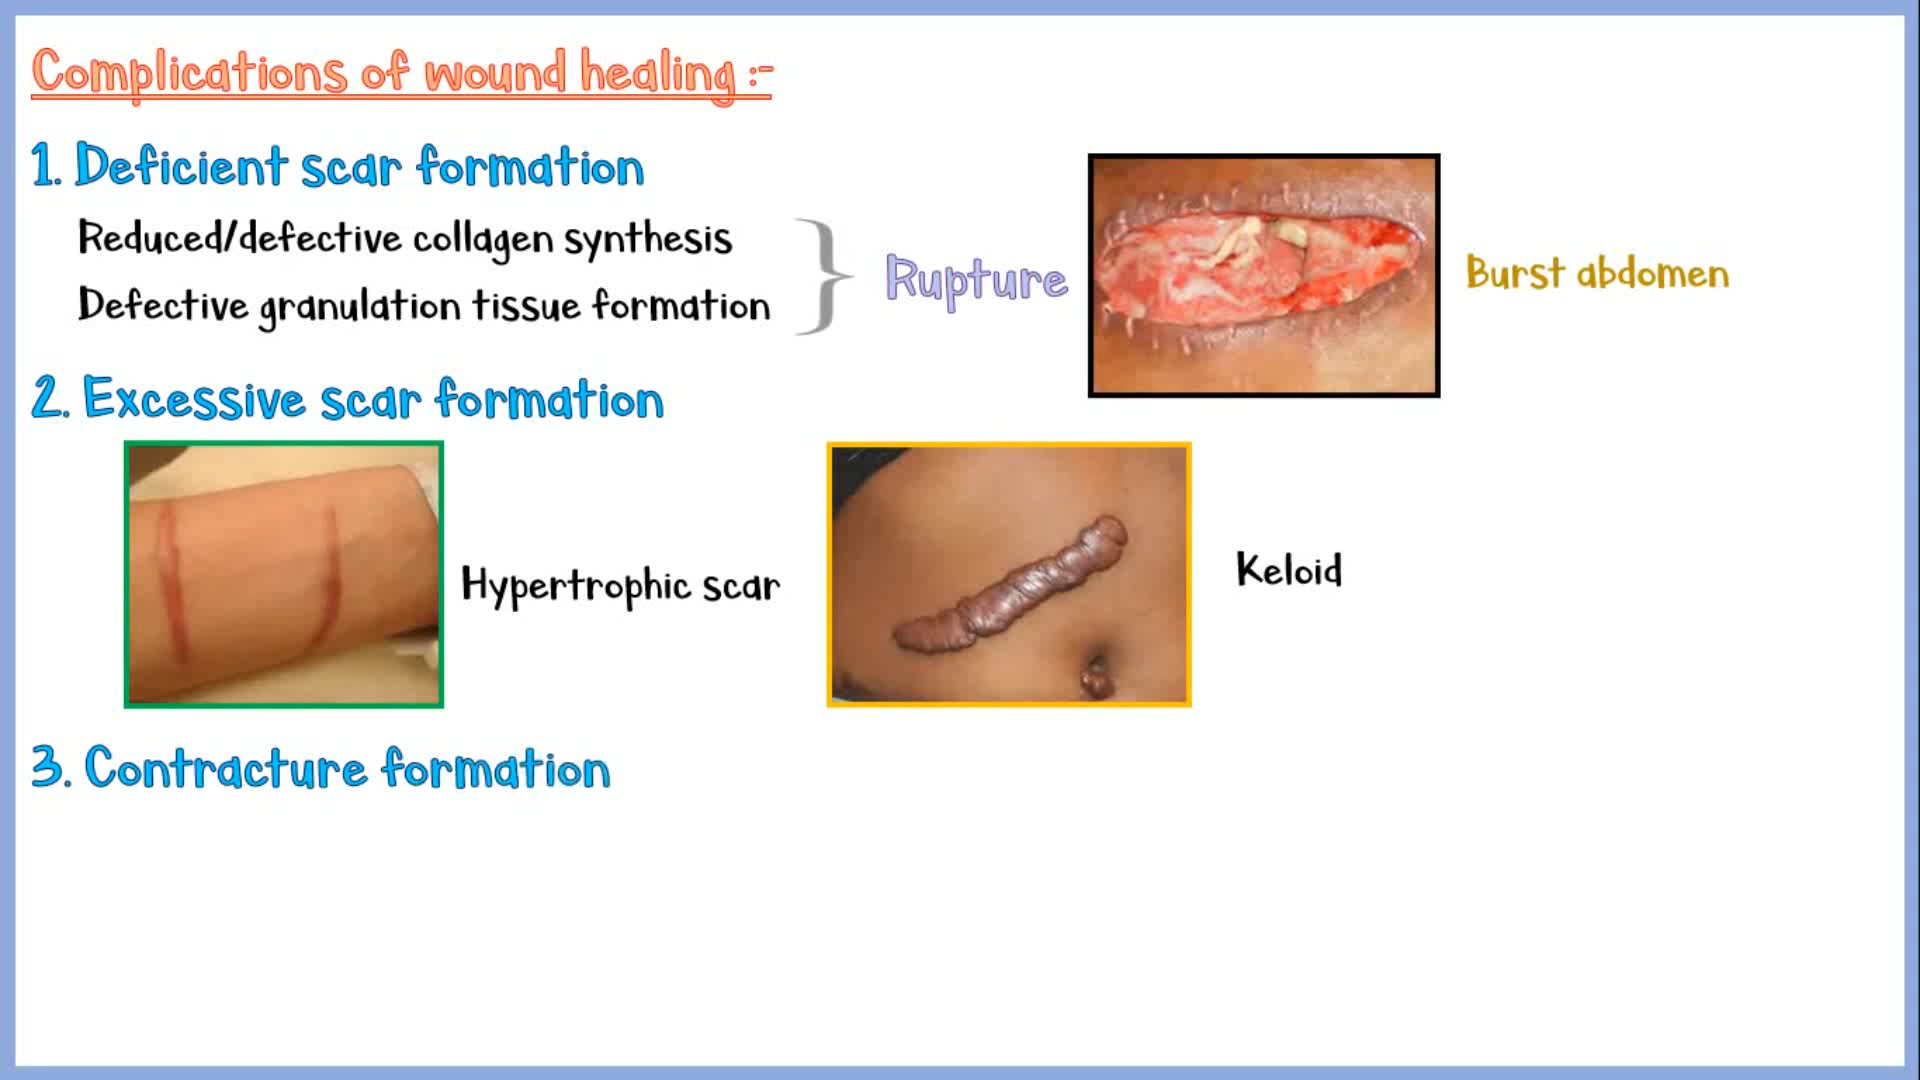 Complications of wound healing :-
1. Deficient scar formation
Reduced/defective collagen synthesis
Defective granulation tissue formation
Rupture
Burst abdomen
2. Excessive scar formation
Hypertrophic scar
Keloid
3. Contracture formation